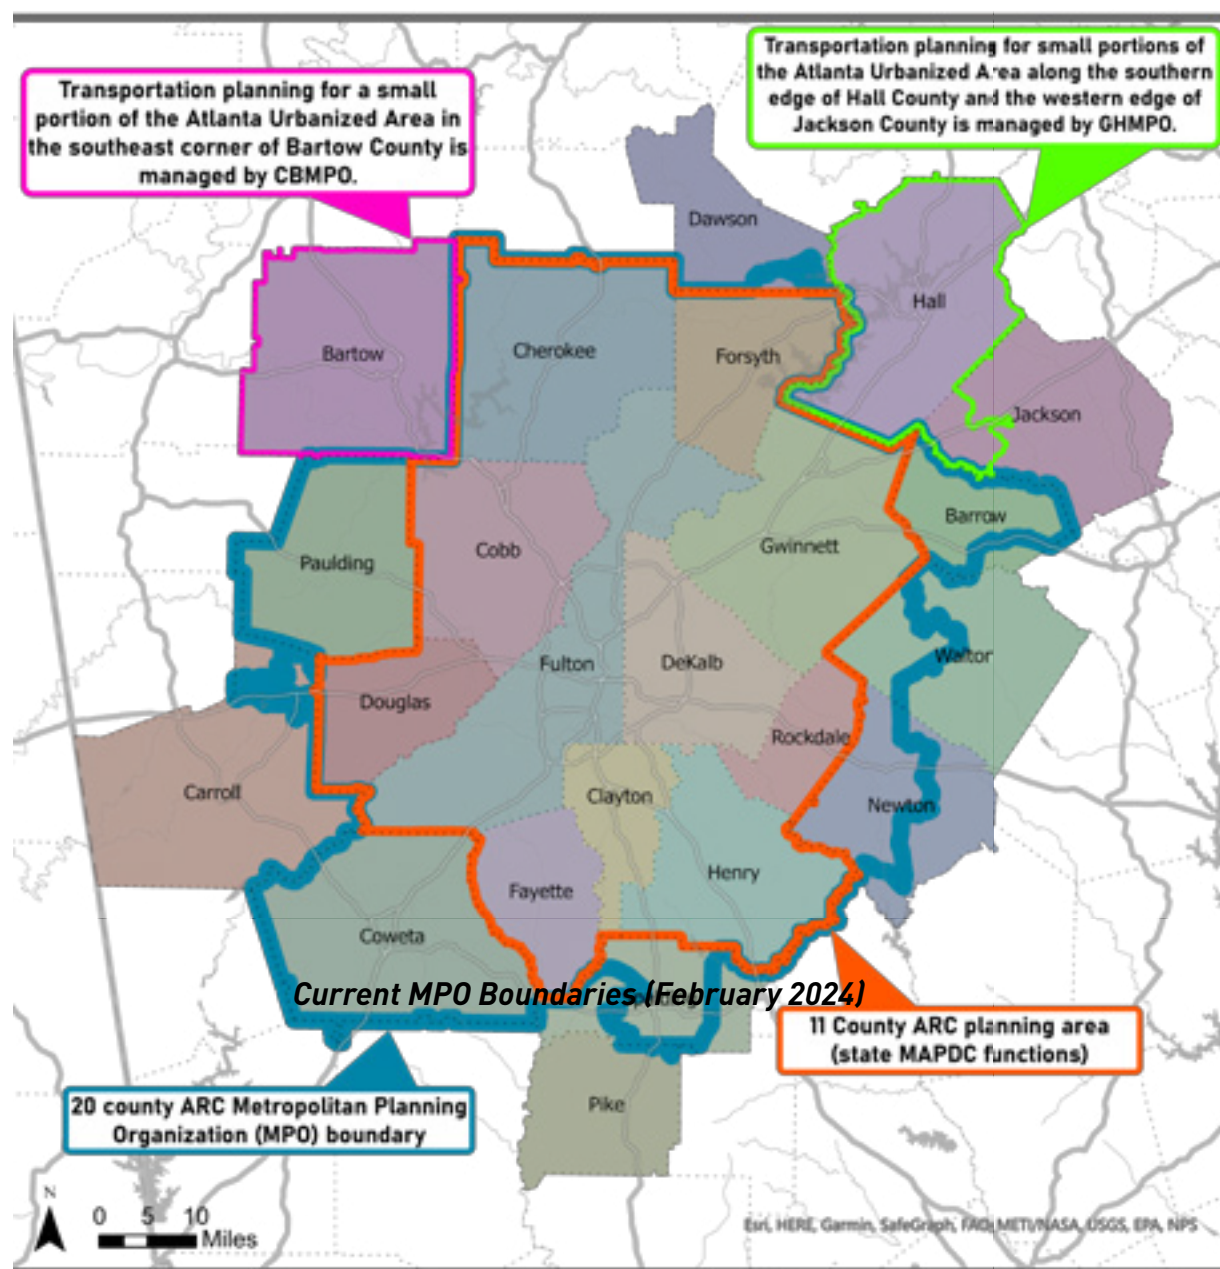 Transportation planning for a small
portion of the Atlanta Urbanized Area in
the southeast corner of Bartow County is
managed by CBMPO.
Transportation planning for small portions of
the Atlanta Urbanized Area along the southern
edge of Hall County and the western edge of
Jackson County is managed by GHMPO.
Dawson
Hall
Bartow
Cherokee
Forsyth
Jackson
Barrow
Cobb
Gwinnett
Paulding
Fulton
DeKalb
Walton
Douglas
Rockdale
Carroll
Clayton
Newton
Henry
Fayette
Coweta
Current MPO Boundaries (February 2024)
11 County ARC planning area
(state MAPDC functions)
20 county ARC Metropolitan Planning
Organization (MPO) boundary
Pike
N
0 5 10
Miles
Esri, HERE, Garmin, SafeGraph, FAO, METI/NASA, USGS, EPA, NPS